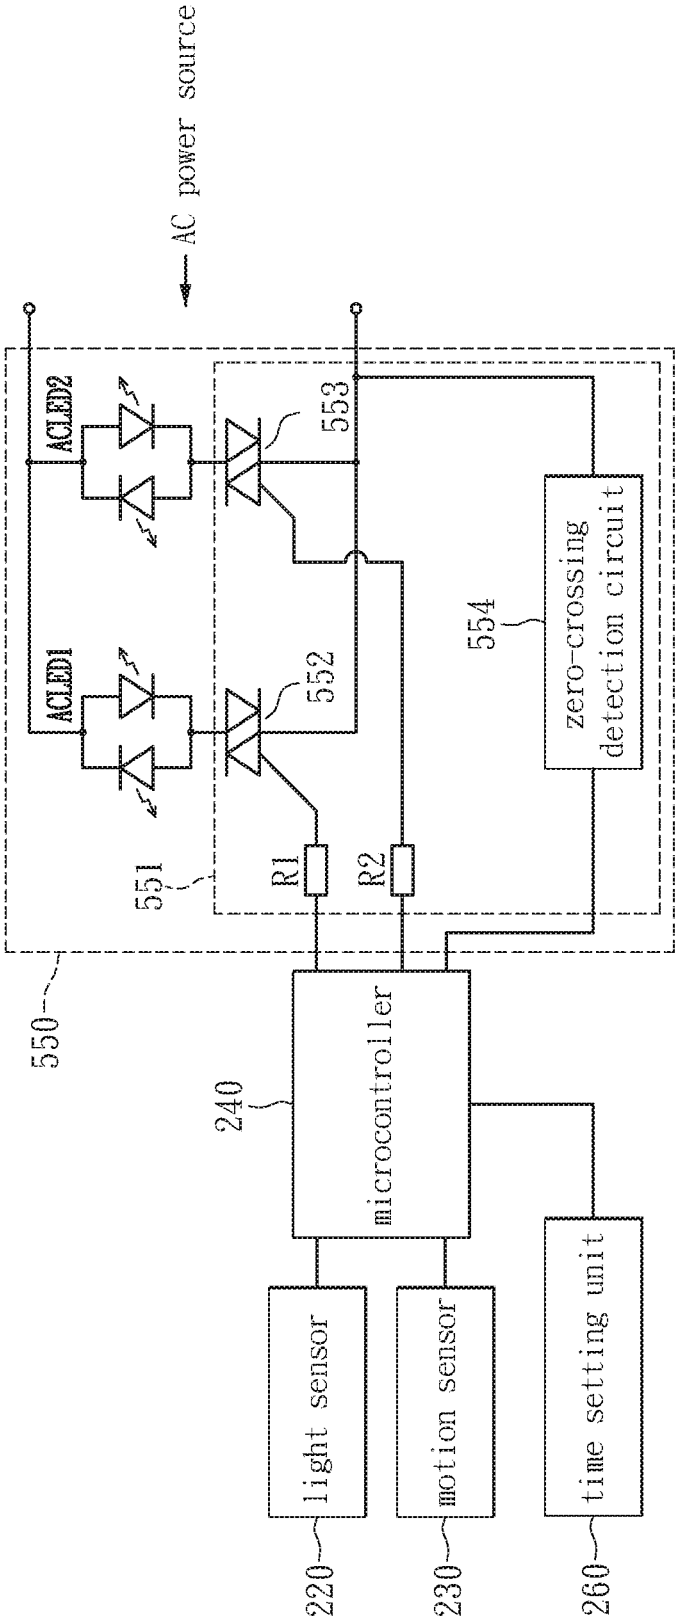 550
551
ACLED1
ACLED2
AC power source
240
552
553
R1
R2
220
light sensor
microcontroller
230
motion sensor
554
zero-crossing
detection circuit
260
time setting unit